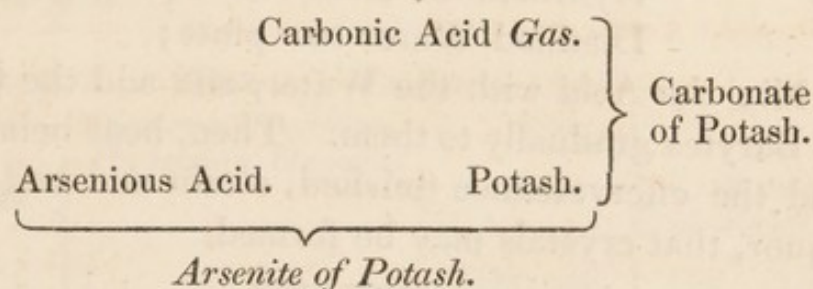 Carbonic Acid Gas.
Carbonate
of Potash.
Arsenious Acid. Potash.
Arsenite of Potash.